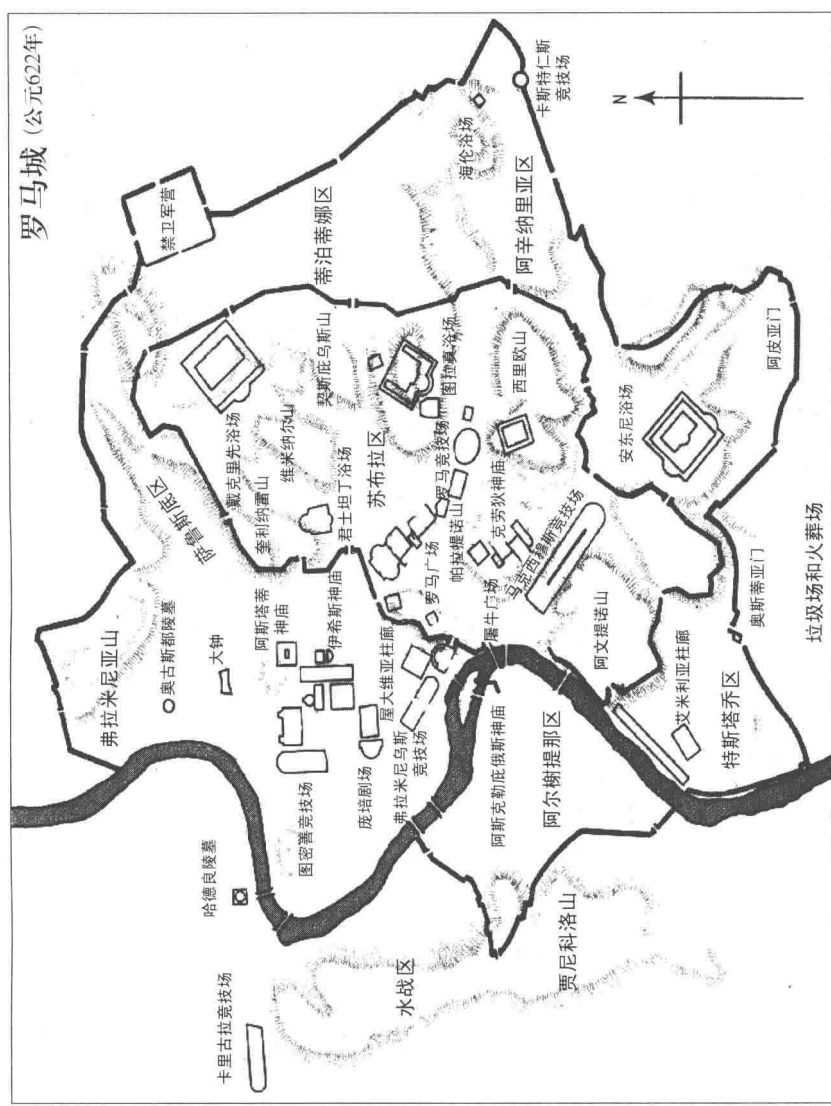 罗马城 (公元622年)
禁卫军营
弗拉米尼亚山
奥古斯都陵墓
大钟
萨鲁斯底区
戴克里先浴场
奎利纳雷山
维米纳尔山
契斯庇乌斯山
蒂泊蒂娜区
海伦浴场
卡斯特仁斯
竞技场
阿辛纳里亚区
N
哈德良陵墓
卡里古拉竞技场
阿斯塔蒂
神庙
伊希斯神庙
君士坦丁浴场
苏布拉区
图拉真浴场
图密善竞技场
庞培剧场
屋大维亚柱廊
弗拉米尼乌斯
竞技场
罗马广场
罗马竞技场
帕拉提诺山
克劳狄神庙
西里欧山
屠牛广场
马克西穆斯竞技场
水战区
贾尼科洛山
阿斯克勒庇俄斯神庙
阿尔榭提那区
阿文提诺山
安东尼浴场
阿皮亚门
艾米利亚柱廊
特斯塔乔区
奥斯蒂亚门
垃圾场和火葬场